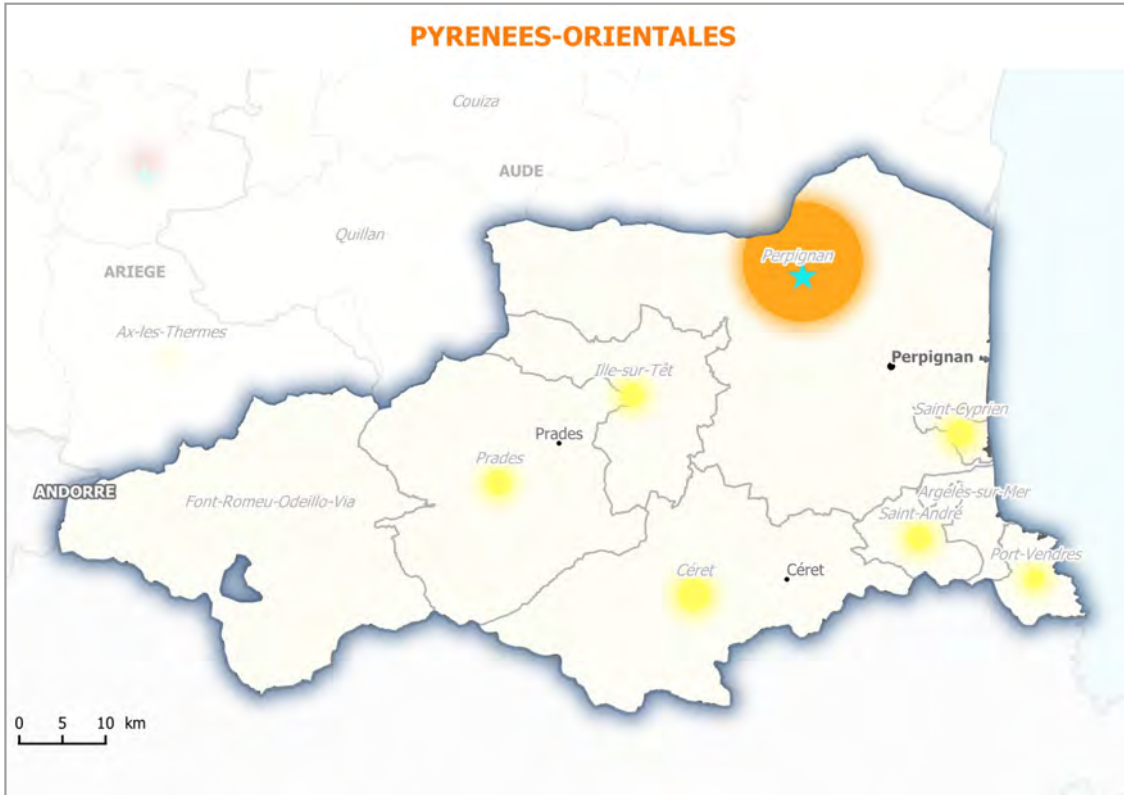 PYRENEES-ORIENTALES
Couiza
AUDE
Quillan
Perpignan
ARIEGE
Ax-les-Thermes
Perpignan
Ille-sur-Têt
Saint-Cyprien
Prades
Prades
ANDORRE
Font-Romeu-Odeillo-Via
Argelès-sur-Mer
Saint-André
Port-Vendres
Céret
Céret
0 5 10 km